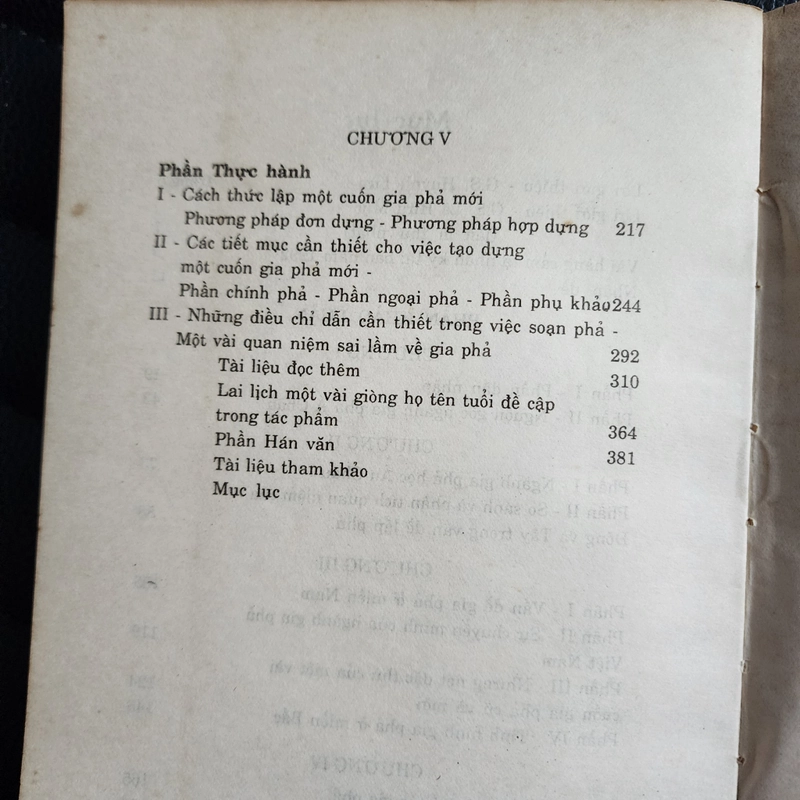 CHƯƠNG V
Phần Thực hành
I - Cách thức lập một cuốn gia phả mới
Phương pháp đơn dựng - Phương pháp hợp dựng 217
II - Các tiết mục cần thiết cho việc tạo dựng
một cuốn gia phả mới -
Phần chính phả - Phần ngoại phả - Phần phụ khảo244
III - Những điều chỉ dẫn cần thiết trong việc soạn phả -
Một vài quan niệm sai lầm về gia phả 292
Tài liệu đọc thêm 310
Lai lịch một vài giòng họ tên tuổi đề cập
trong tác phẩm 364
Phần Hán văn 381
Tài liệu tham khảo
Mục lục